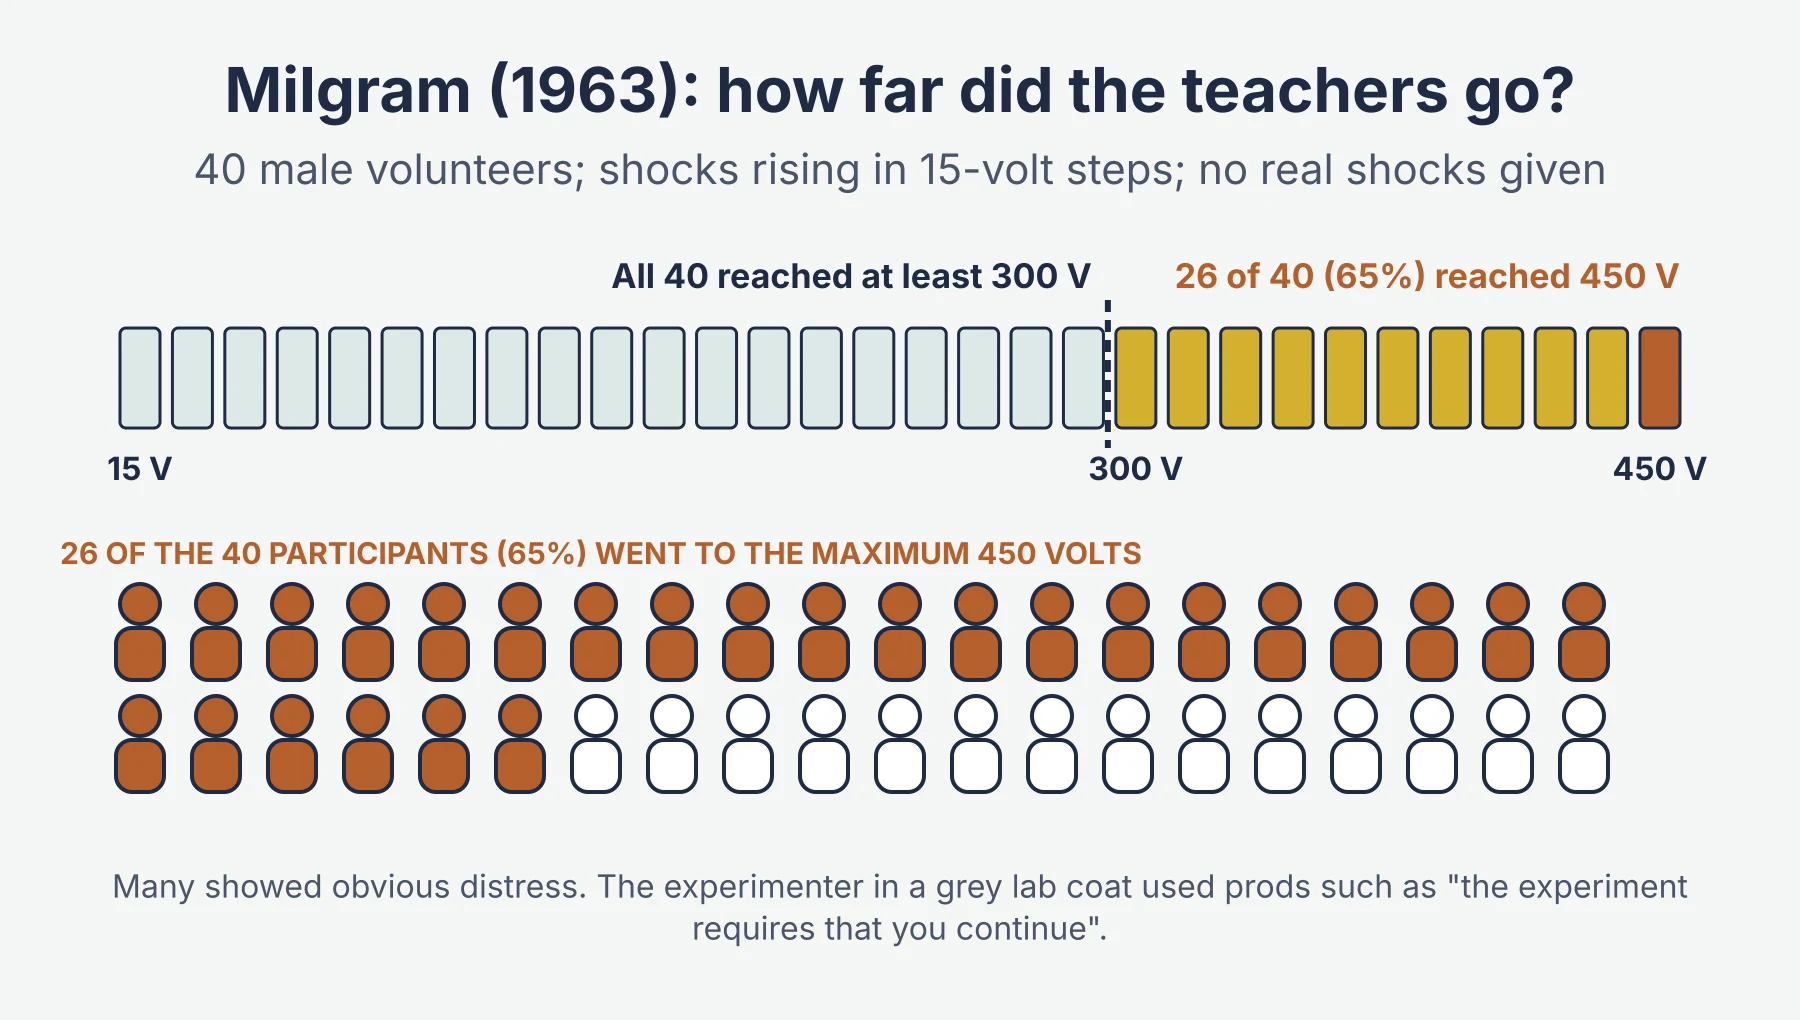 Milgram (1963): how far did the teachers go?
40 male volunteers; shocks rising in 15-volt steps; no real shocks given
All 40 reached at least 300 V
26 of 40 (65%) reached 450 V
15 V
300 V
450 V
26 OF THE 40 PARTICIPANTS (65%) WENT TO THE MAXIMUM 450 VOLTS
Many showed obvious distress. The experimenter in a grey lab coat used prods such as "the experiment
requires that you continue".